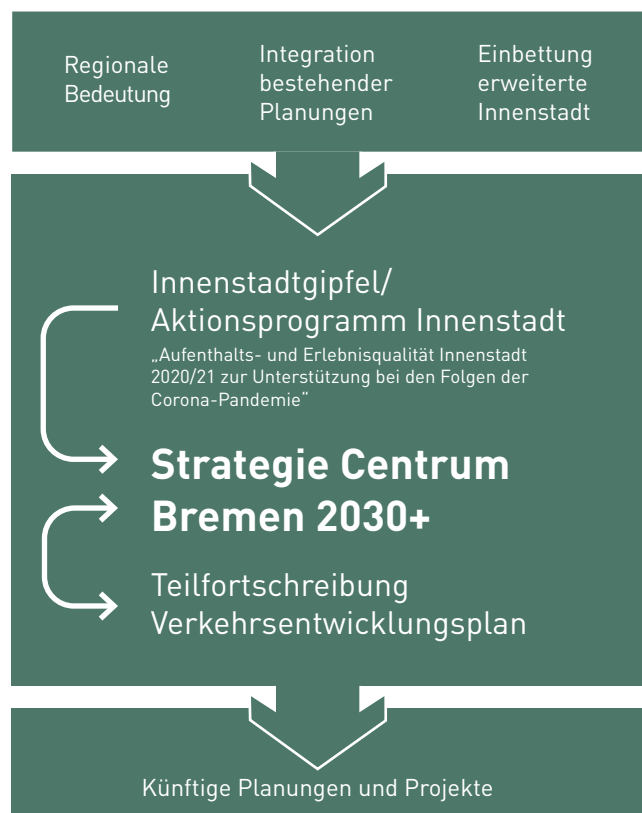 Regionale
Bedeutung
Integration
bestehender
Planungen
Einbettung
erweiterte
Innenstadt
Innenstadtgipfel/
Aktionsprogramm Innenstadt
„Aufenthalts- und Erlebnisqualität Innenstadt
2020/21 zur Unterstützung bei den Folgen der
Corona-Pandemie“
Strategie Centrum
Bremen 2030+
Teilfortschreibung
Verkehrsentwicklungsplan
Künftige Planungen und Projekte